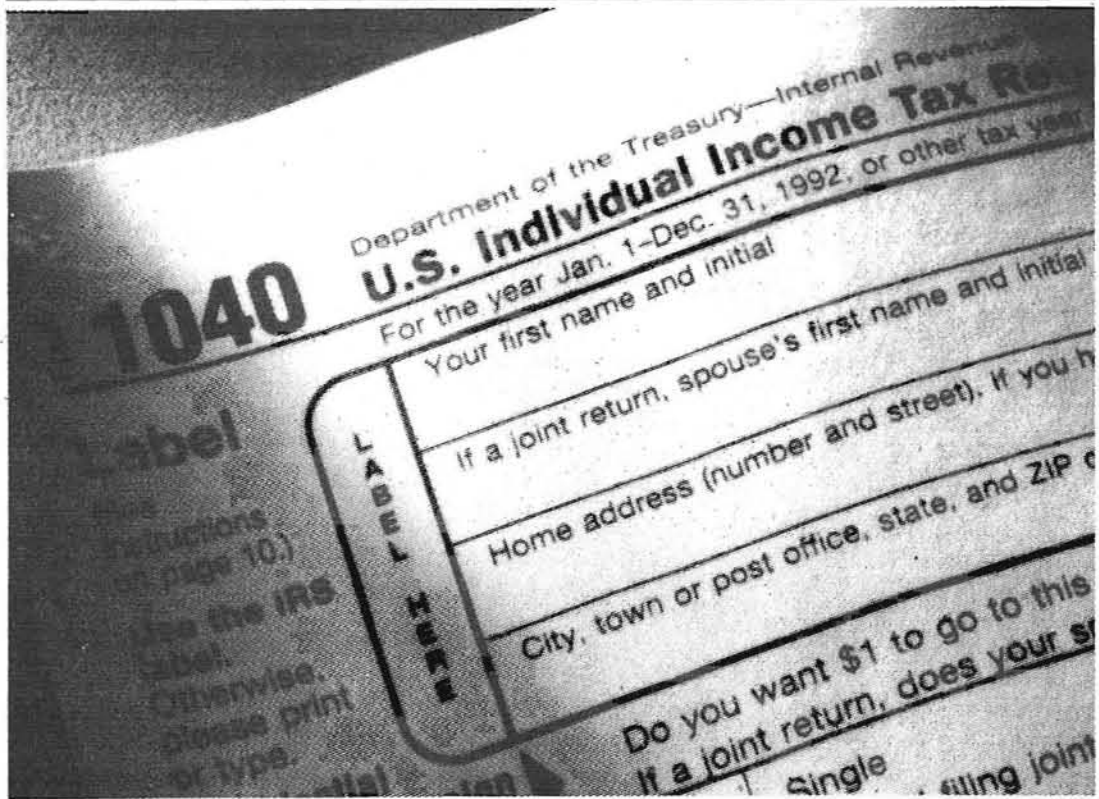 Department of the Treasury—Internal Revenue
1040
U.S. Individual Income Tax
For the year Jan. 1–Dec. 31, 1992, or other tax year
Label
instructions
on page 10.)
Use the IRS
label.
Otherwise,
please print
or type.
LABEL HERE
Your first name and initial
If a joint return, spouse's first name and initial
Home address (number and street). If you h
City, town or post office, state, and ZIP
Do you want $1 to go to this
If a joint return, does your
Single
filing joint